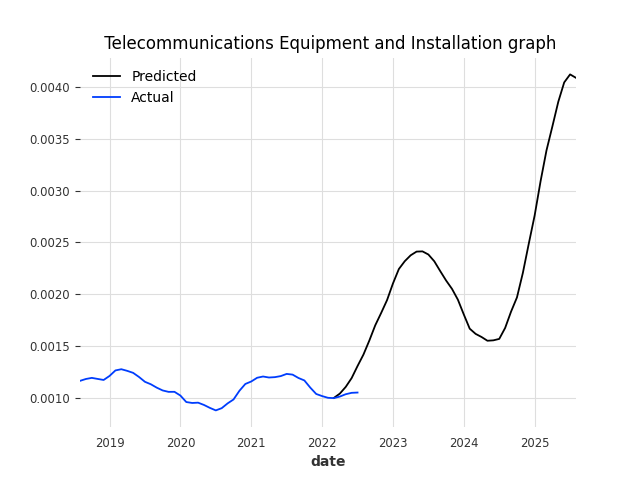 Telecommunications Equipment and Installation graph
Predicted
Actual
0.0040
0.0035
0.0030
0.0025
0.0020
0.0015
0.0010
2019 2020 2021 2022 2023 2024 2025
date